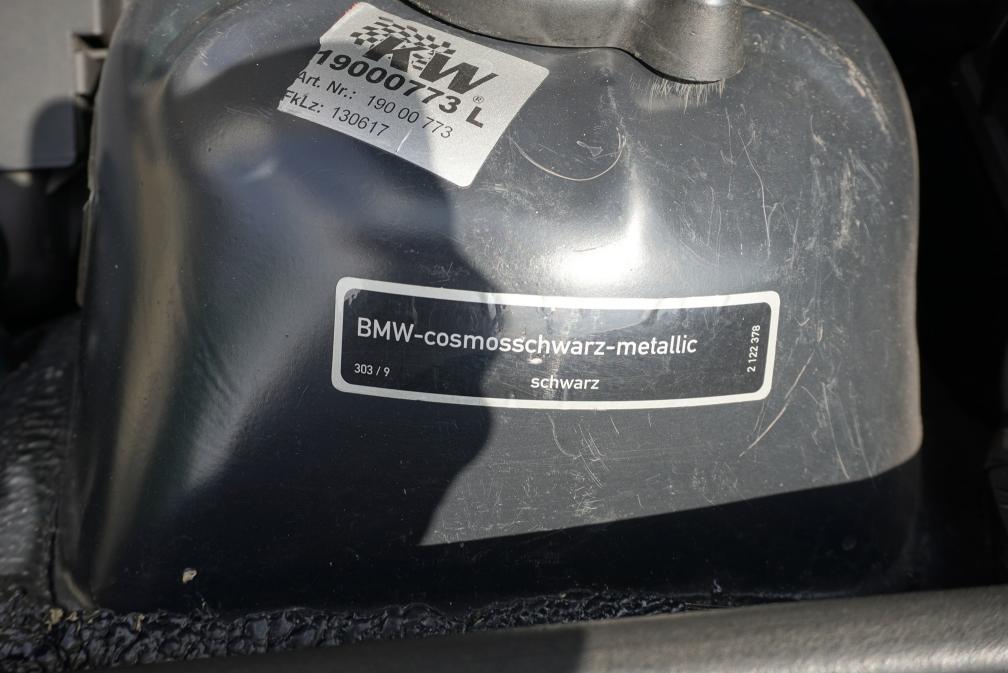 KW®
19000773 L
Art. Nr.: 190 00 773
FkLz: 130617
BMW-cosmosschwarz-metallic
303 / 9
schwarz
2 122 378